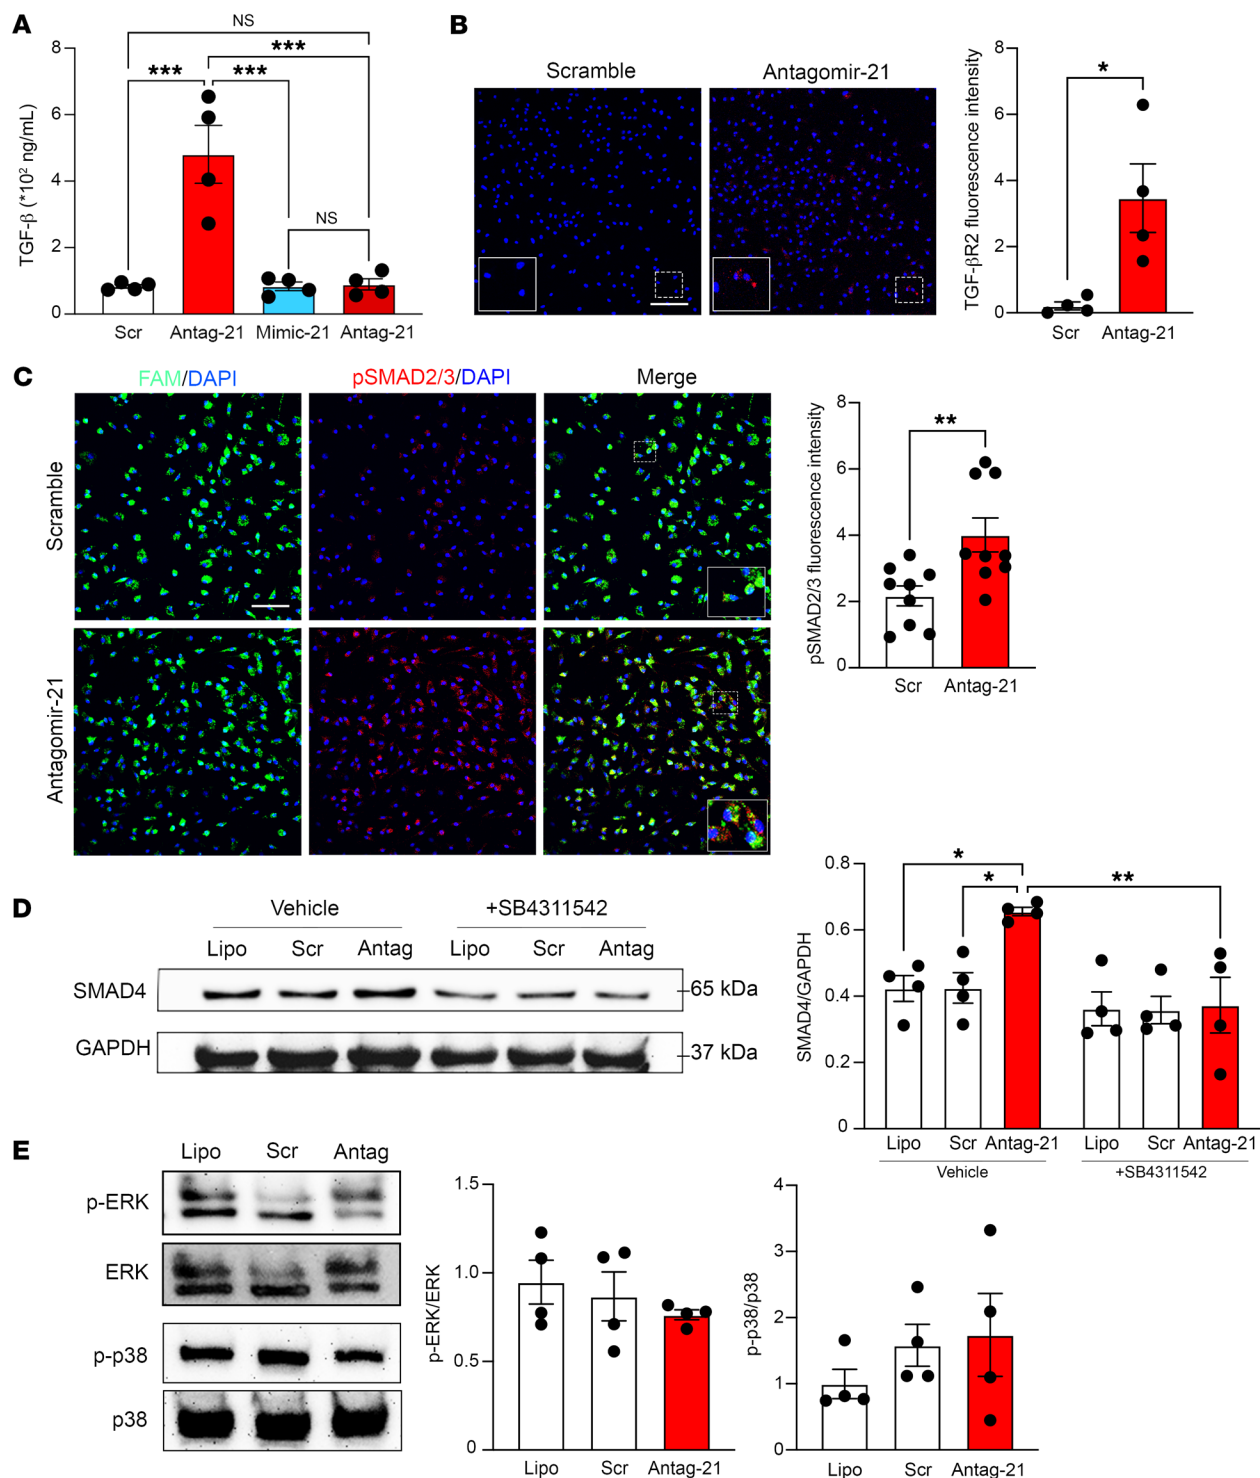 A
NS
***
***
***
NS
TGF-β (*10² ng/mL)
8
6
4
2
0
Scr
Antag-21
Mimic-21
Antag-21
B
Scramble
Antagomir-21
TGF-βR2 fluorescence intensity
8
6
4
2
0
*
Scr
Antag-21
C
FAM/DAPI
pSMAD2/3/DAPI
Merge
Scramble
Antagomir-21
pSMAD2/3 fluorescence intensity
8
6
4
2
0
**
Scr
Antag-21
D
Vehicle
+SB4311542
Lipo
Scr
Antag
Lipo
Scr
Antag
SMAD4
65 kDa
GAPDH
37 kDa
SMAD4/GAPDH
0.8
0.6
0.4
0.2
0
*
*
**
Lipo
Scr
Antag-21
Lipo
Scr
Antag-21
Vehicle
+SB4311542
E
Lipo
Scr
Antag
p-ERK
ERK
p-p38
p38
p-ERK/ERK
1.5
1.0
0.5
0
Lipo
Scr
Antag-21
p-p38/p38
4
3
2
1
0
Lipo
Scr
Antag-21